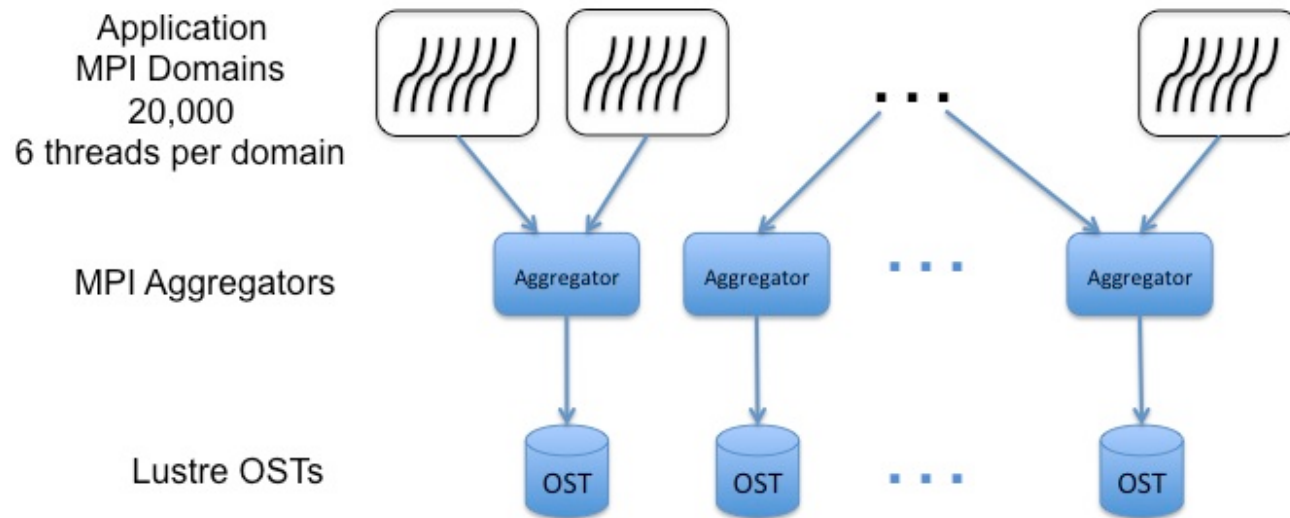 Application
MPI Domains
20,000
6 threads per domain
. . .
MPI Aggregators
Aggregator
Aggregator
. . .
Aggregator
Lustre OSTs
OST
OST
. . .
OST